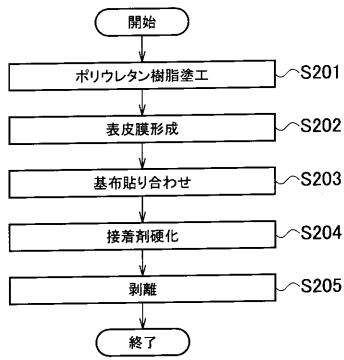 開始
ポリウレタン樹脂塗工 S201
表皮膜形成 S202
基布貼り合わせ S203
接着剤硬化 S204
剥離 S205
終了